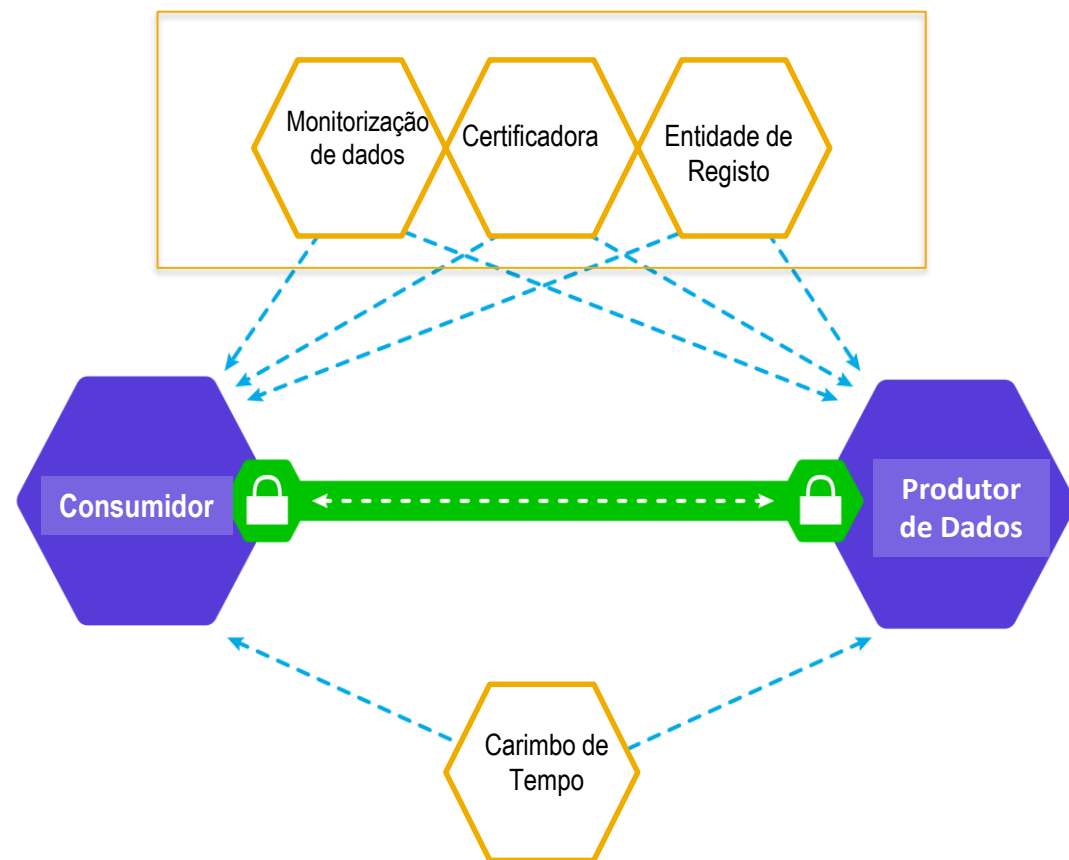 Monitorização
de dados
Certificadora
Entidade de
Registo
Consumidor
Produtor
de Dados
Carimbo de
Tempo